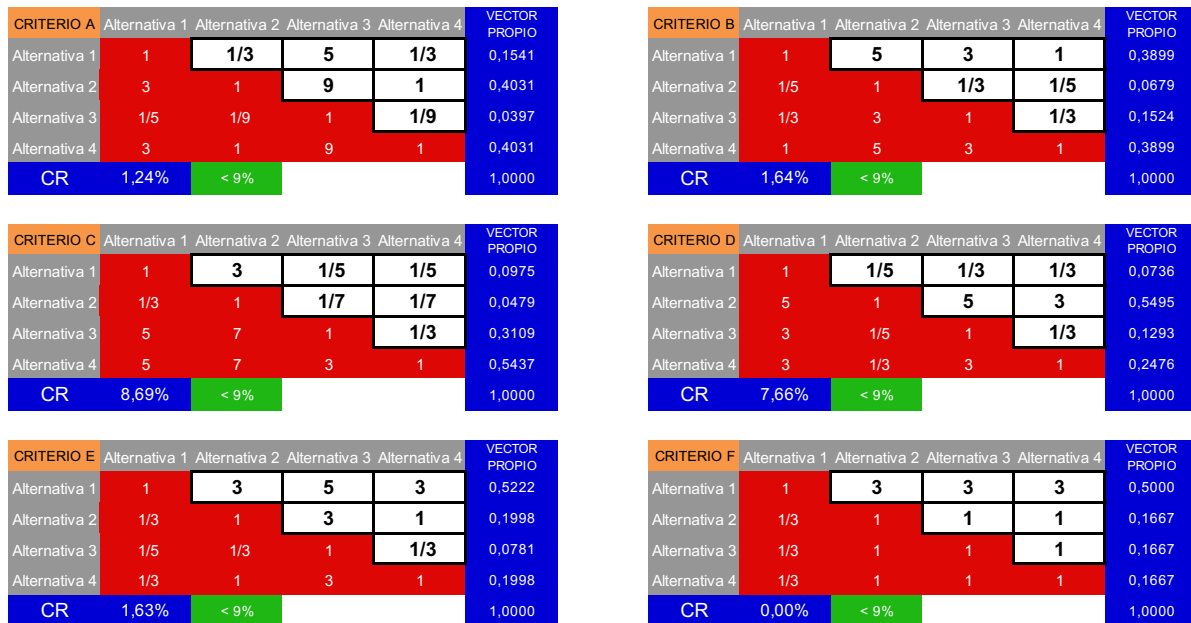 CRITERIO A Alternativa 1 Alternativa 2 Alternativa 3 Alternativa 4 VECTOR PROPIO
Alternativa 1 1 1/3 5 1/3 0,1541
Alternativa 2 3 1 9 1 0,4031
Alternativa 3 1/5 1/9 1 1/9 0,0397
Alternativa 4 3 1 9 1 0,4031
CR 1,24% < 9% 1,0000
CRITERIO B Alternativa 1 Alternativa 2 Alternativa 3 Alternativa 4 VECTOR PROPIO
Alternativa 1 1 5 3 1 0,3899
Alternativa 2 1/5 1 1/3 1/5 0,0679
Alternativa 3 1/3 3 1 1/3 0,1524
Alternativa 4 1 5 3 1 0,3899
CR 1,64% < 9% 1,0000
CRITERIO C Alternativa 1 Alternativa 2 Alternativa 3 Alternativa 4 VECTOR PROPIO
Alternativa 1 1 3 1/5 1/5 0,0975
Alternativa 2 1/3 1 1/7 1/7 0,0479
Alternativa 3 5 7 1 1/3 0,3109
Alternativa 4 5 7 3 1 0,5437
CR 8,69% < 9% 1,0000
CRITERIO D Alternativa 1 Alternativa 2 Alternativa 3 Alternativa 4 VECTOR PROPIO
Alternativa 1 1 1/5 1/3 1/3 0,0736
Alternativa 2 5 1 5 3 0,5495
Alternativa 3 3 1/5 1 1/3 0,1293
Alternativa 4 3 1/3 3 1 0,2476
CR 7,66% < 9% 1,0000
CRITERIO E Alternativa 1 Alternativa 2 Alternativa 3 Alternativa 4 VECTOR PROPIO
Alternativa 1 1 3 5 3 0,5222
Alternativa 2 1/3 1 3 1 0,1998
Alternativa 3 1/5 1/3 1 1/3 0,0781
Alternativa 4 1/3 1 3 1 0,1998
CR 1,63% < 9% 1,0000
CRITERIO F Alternativa 1 Alternativa 2 Alternativa 3 Alternativa 4 VECTOR PROPIO
Alternativa 1 1 3 3 3 0,5000
Alternativa 2 1/3 1 1 1 0,1667
Alternativa 3 1/3 1 1 1 0,1667
Alternativa 4 1/3 1 1 1 0,1667
CR 0,00% < 9% 1,0000